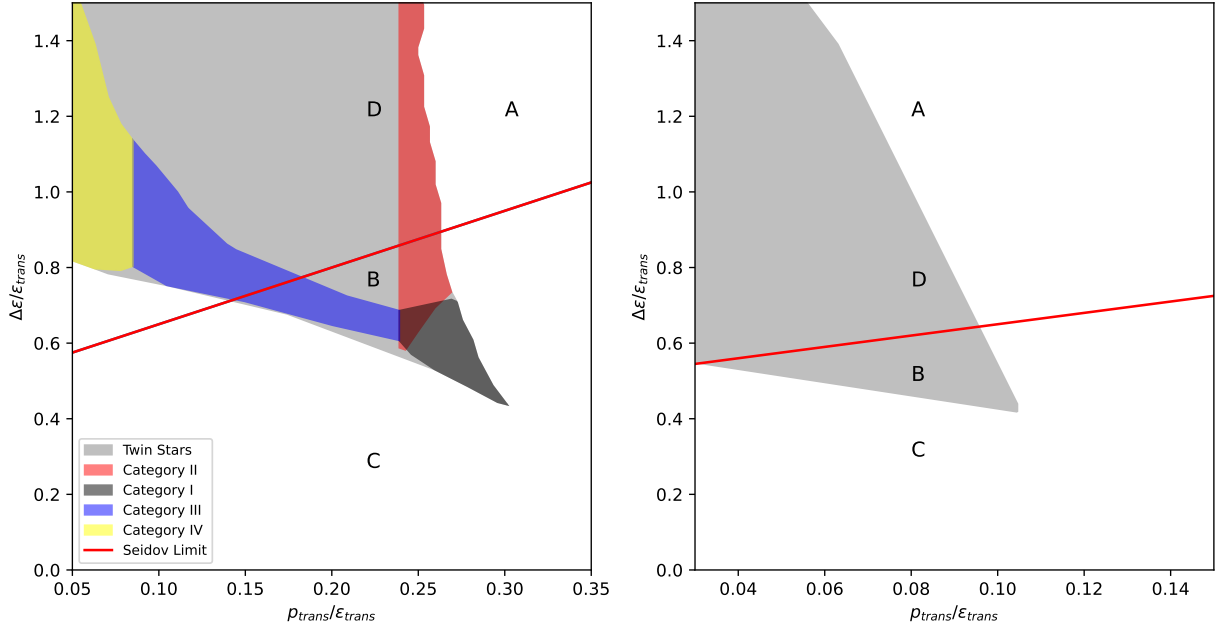 1.4
1.2
1.0
0.8
0.6
0.4
0.2
0.0
Δε/ε_trans
D
A
B
C
Twin Stars
Category II
Category I
Category III
Category IV
Seidov Limit
0.05 0.10 0.15 0.20 0.25 0.30 0.35
p_trans/ε_trans
1.4
1.2
1.0
0.8
0.6
0.4
0.2
0.0
Δε/ε_trans
A
D
B
C
0.04 0.06 0.08 0.10 0.12 0.14
p_trans/ε_trans